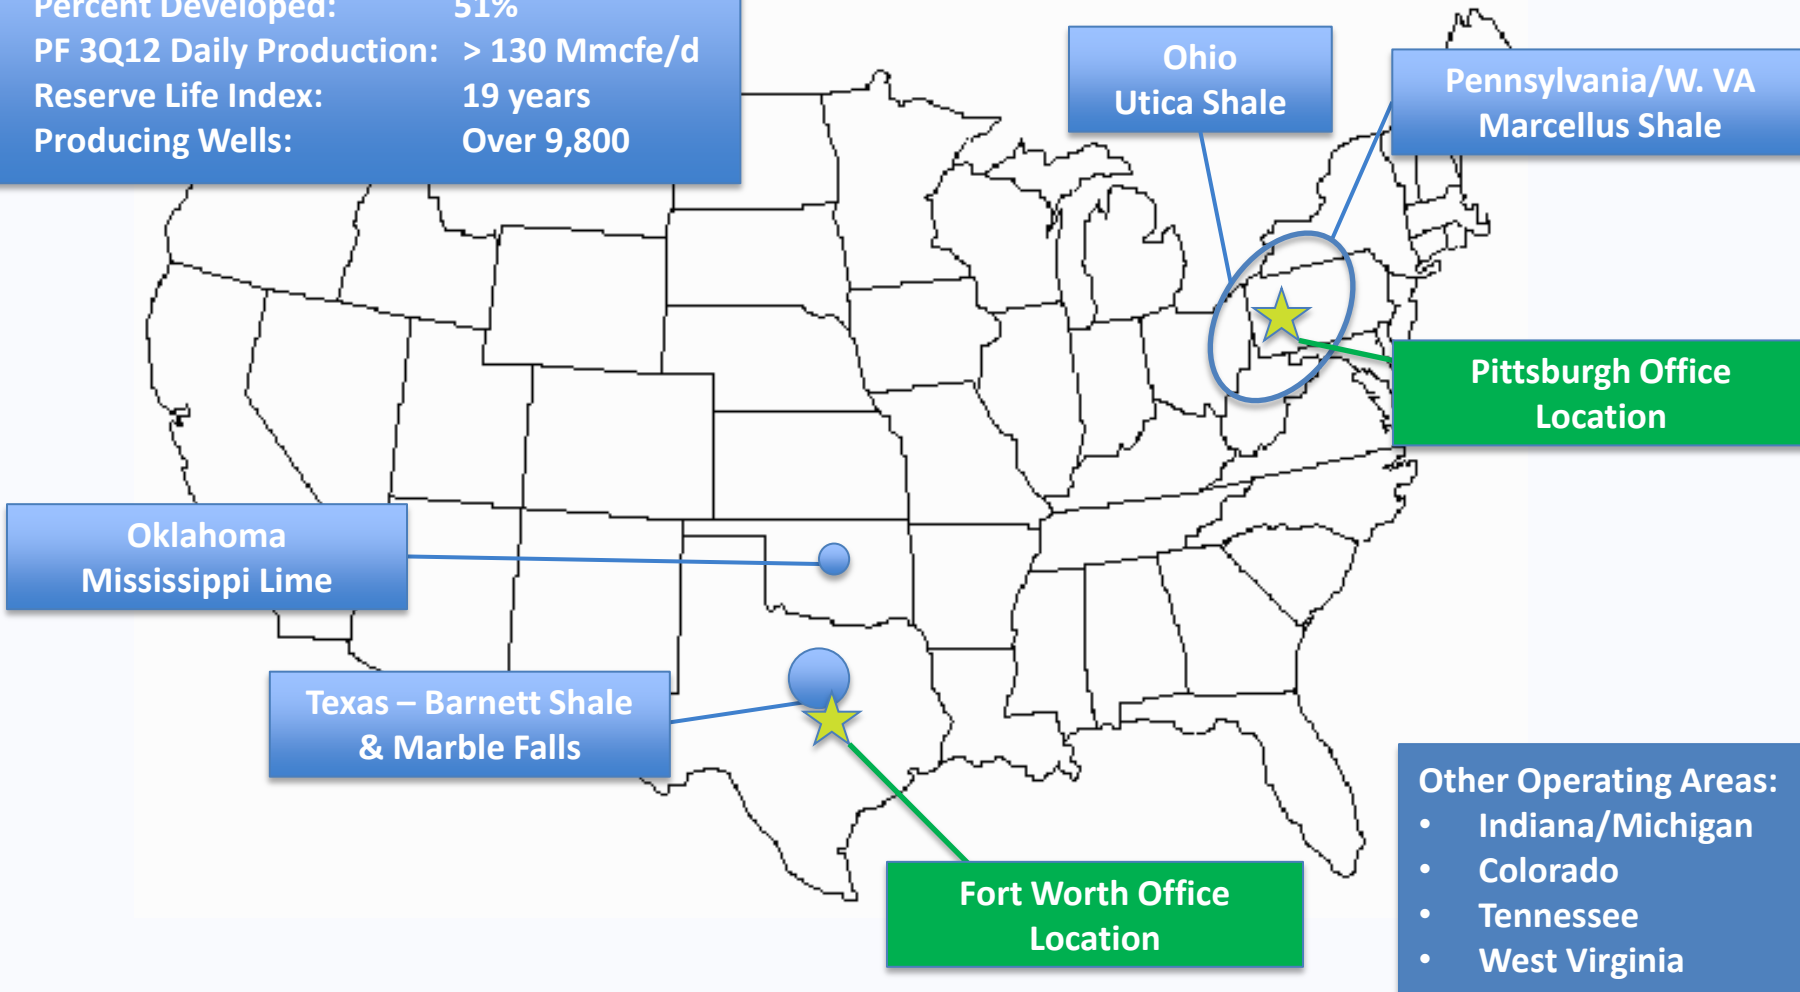 Percent Developed: 51%
PF 3Q12 Daily Production: > 130 Mmcfe/d
Reserve Life Index: 19 years
Producing Wells: Over 9,800
Ohio
Utica Shale
Pennsylvania/W. VA
Marcellus Shale
Pittsburgh Office
Location
Oklahoma
Mississippi Lime
Texas – Barnett Shale
& Marble Falls
Fort Worth Office
Location
Other Operating Areas:
• Indiana/Michigan
• Colorado
• Tennessee
• West Virginia